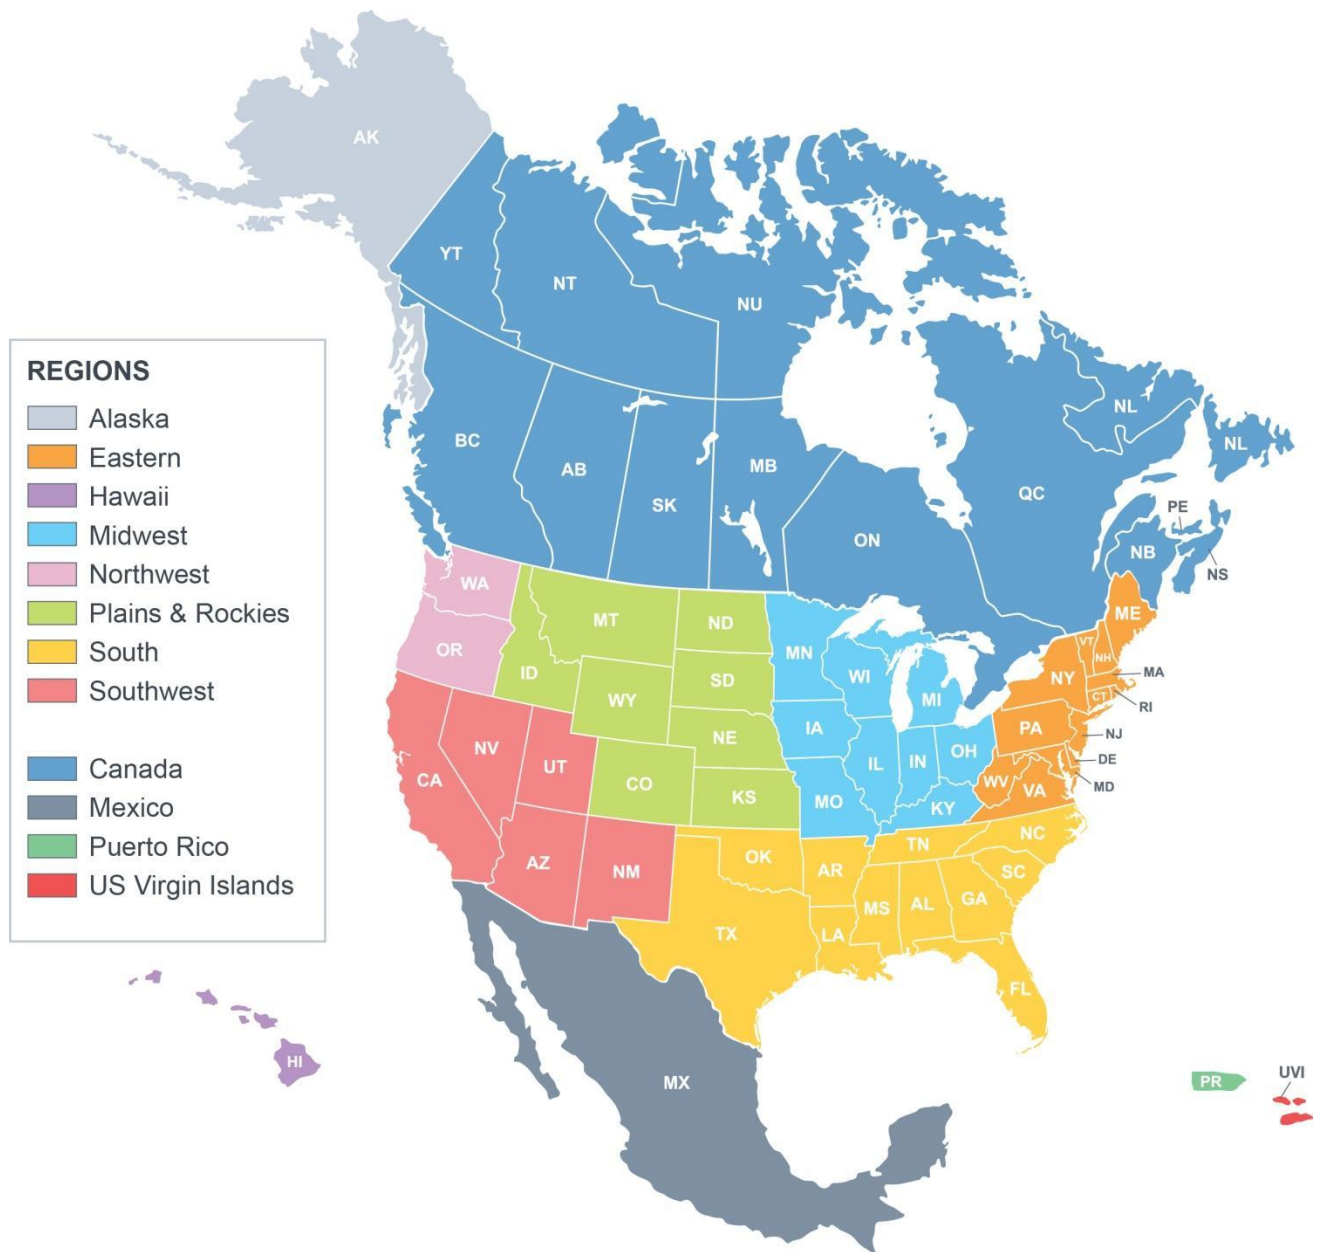 AK
YT
NT
NU
REGIONS
Alaska
Eastern
Hawaii
Midwest
Northwest
Plains & Rockies
South
Southwest
Canada
Mexico
Puerto Rico
US Virgin Islands
BC
AB
SK
MB
ON
QC
NL
NL
PE
NB
NS
WA
OR
MT
ID
WY
ND
SD
NE
CO
KS
MN
WI
MI
IA
IL
IN
OH
MO
KY
ME
VT
NH
NY
MA
CT
RI
PA
NJ
DE
MD
WV
VA
CA
NV
UT
AZ
NM
OK
TX
AR
LA
TN
NC
SC
MS
AL
GA
FL
HI
MX
PR
UVI